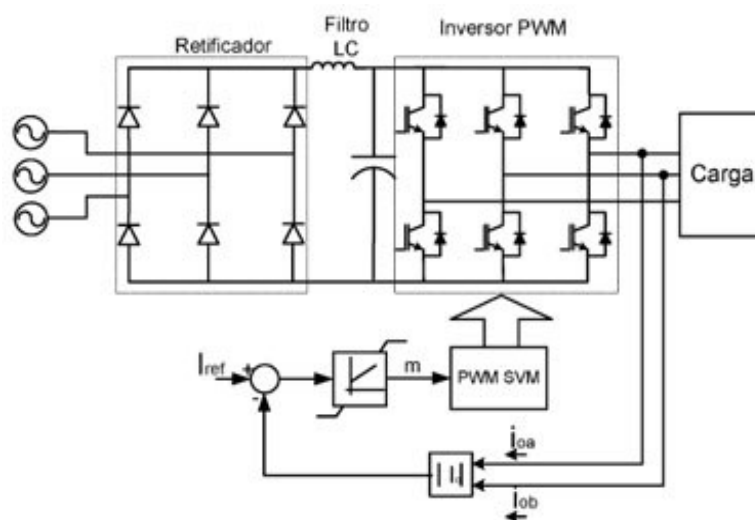 Filtro
LC
Retificador
Inversor PWM
Carga
Iref
+
-
m
PWM SVM
ioa
iob